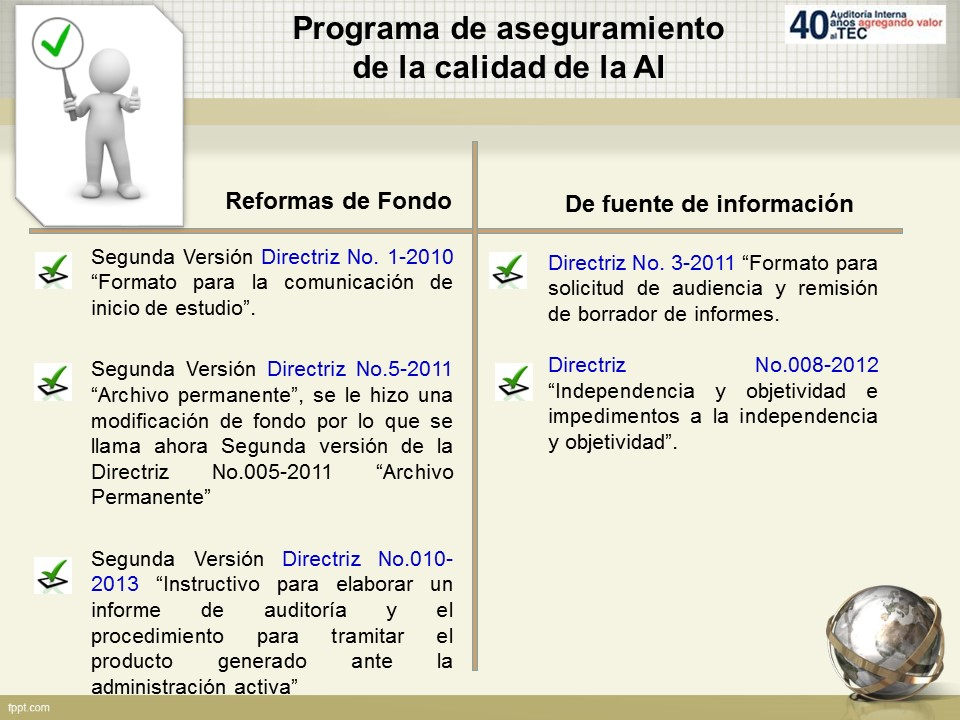 Programa de aseguramiento
de la calidad de la AI
40 Auditoría Interna
años agregando valor
al TEC
Reformas de Fondo
Segunda Versión Directriz No. 1-2010
“Formato para la comunicación de
inicio de estudio”.
Segunda Versión Directriz No.5-2011
“Archivo permanente”, se le hizo una
modificación de fondo por lo que se
llama ahora Segunda versión de la
Directriz No.005-2011 “Archivo
Permanente”
Segunda Versión Directriz No.010-
2013 “Instructivo para elaborar un
informe de auditoría y el
procedimiento para tramitar el
producto generado ante la
administración activa”
De fuente de información
Directriz No. 3-2011 “Formato para
solicitud de audiencia y remisión
de borrador de informes.
Directriz No.008-2012
“Independencia y objetividad e
impedimentos a la independencia
y objetividad”.
fppt.com